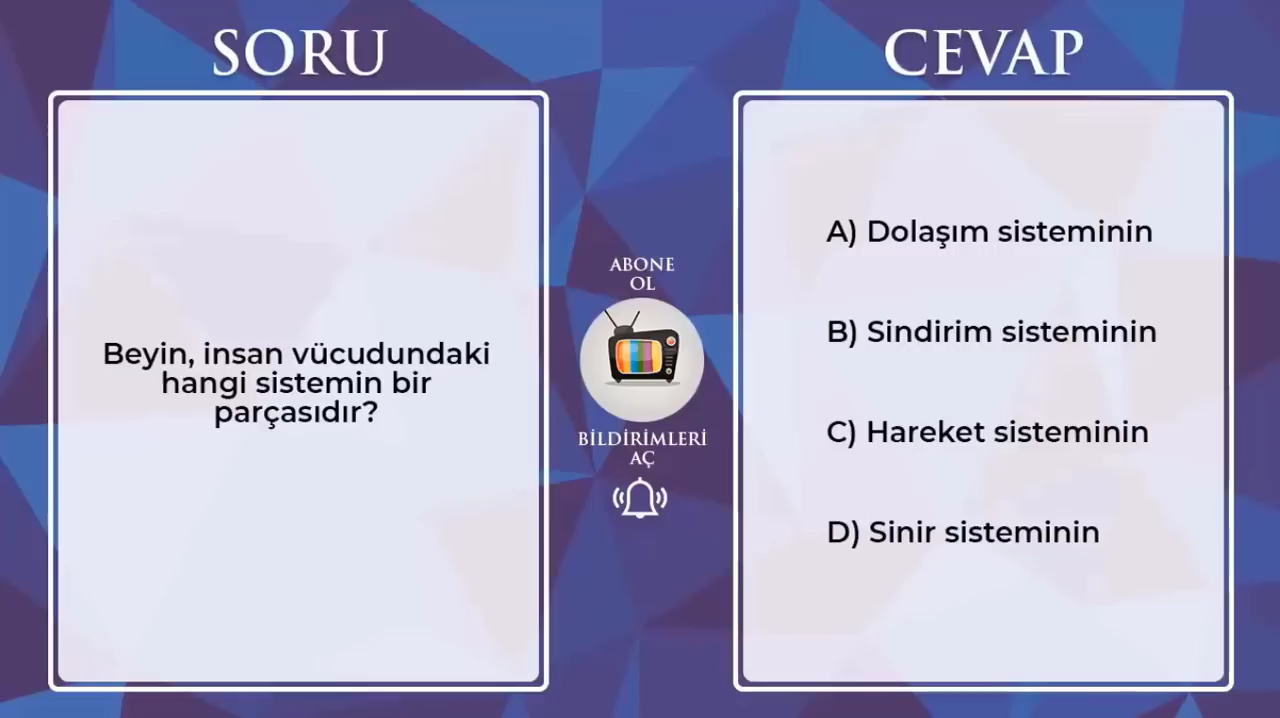 SORU
Beyin, insan vücudundaki
hangi sistemin bir
parçasıdır?
ABONE
OL
BİLDİRİMLERİ
AÇ
CEVAP
A) Dolaşım sisteminin
B) Sindirim sisteminin
C) Hareket sisteminin
D) Sinir sisteminin